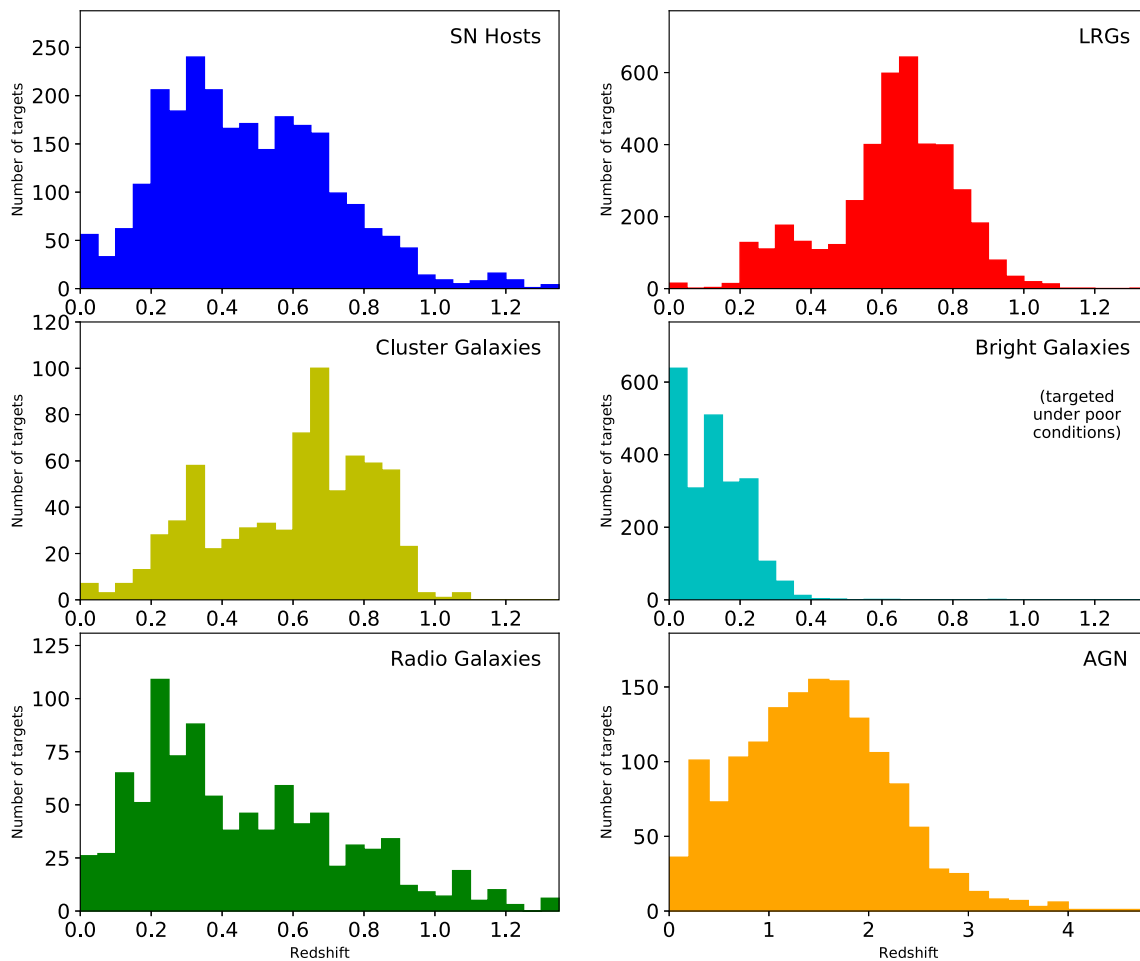 SN Hosts
Number of targets
250
200
150
100
50
0
0.0 0.2 0.4 0.6 0.8 1.0 1.2
LRGs
Number of targets
600
400
200
0
0.0 0.2 0.4 0.6 0.8 1.0 1.2
Cluster Galaxies
Number of targets
120
100
80
60
40
20
0
0.0 0.2 0.4 0.6 0.8 1.0 1.2
Bright Galaxies
(targeted
under poor
conditions)
Number of targets
600
400
200
0
0.0 0.2 0.4 0.6 0.8 1.0 1.2
Radio Galaxies
Number of targets
125
100
75
50
25
0
0.0 0.2 0.4 0.6 0.8 1.0 1.2
Redshift
AGN
Number of targets
150
100
50
0
0 1 2 3 4
Redshift